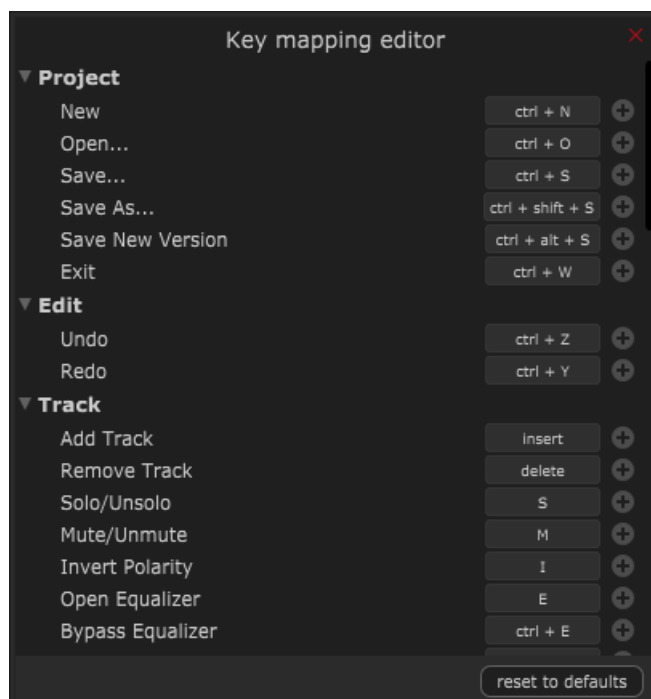 Key mapping editor
Project
New ctrl + N
Open... ctrl + O
Save... ctrl + S
Save As... ctrl + shift + S
Save New Version ctrl + alt + S
Exit ctrl + W
Edit
Undo ctrl + Z
Redo ctrl + Y
Track
Add Track insert
Remove Track delete
Solo/Unsolo S
Mute/Unmute M
Invert Polarity I
Open Equalizer E
Bypass Equalizer ctrl + E
reset to defaults